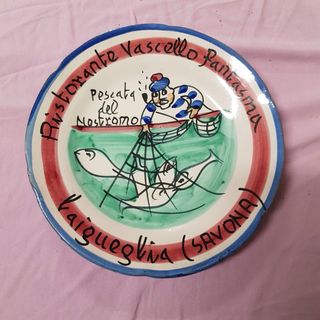 Ristorante Vascello Fantasma
Pescata
del
Nostromo
Laigueglia (SAVONA)